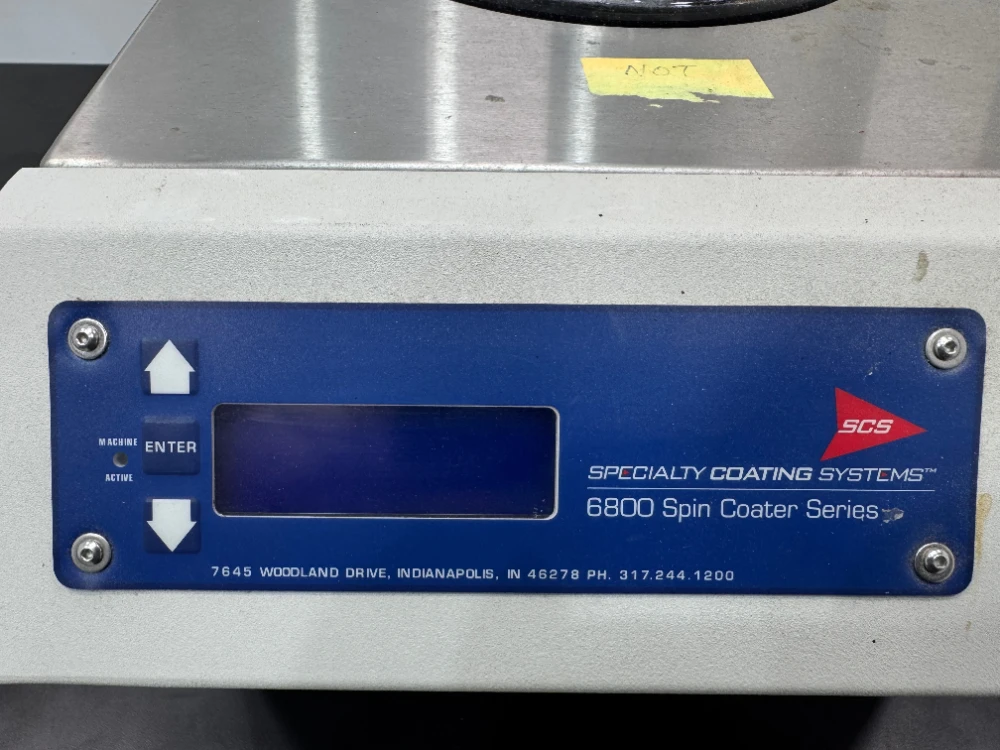 NOT
MACHINE
ACTIVE
ENTER
SCS
SPECIALTY COATING SYSTEMS™
6800 Spin Coater Series
7645 WOODLAND DRIVE, INDIANAPOLIS, IN 46278 PH. 317.244.1200